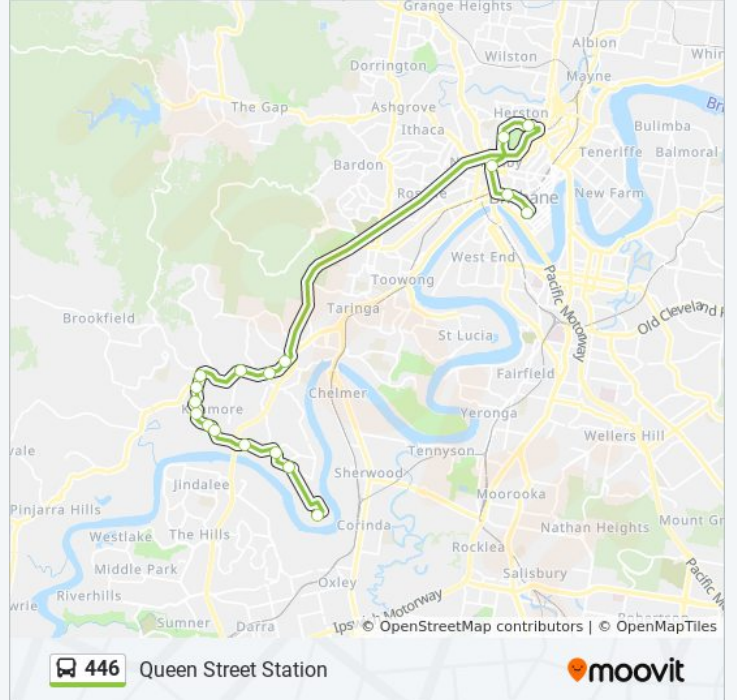 Grange Heights
Albion
Wilston
Whir
Dorrington
Mayne
The Gap
Ashgrove
Herston
Bri
Ithaca
Bulimba
Teneriffe
Balmoral
Bardon
by
New Farm
Brisbane
West End
Toowong
Pacific Motorway
Brookfield
Taringa
Old Cleveland R
St Lucia
Fairfield
Chelmer
Kenmore
Yeronga
Wellers Hill
vale
Tennyson
Sherwood
Jindalee
Moorooka
Pinjarra Hills
Mount Gr
Corinda
Nathan Heights
Westlake
The Hills
Rocklea
Middle Park
Salisbury
Pacific M
Oxley
Riverhills
wrie
Sumner
Darra
Ipswich Motorway
© OpenStreetMap contributors | © OpenMapTiles
446 Queen Street Station
moovit